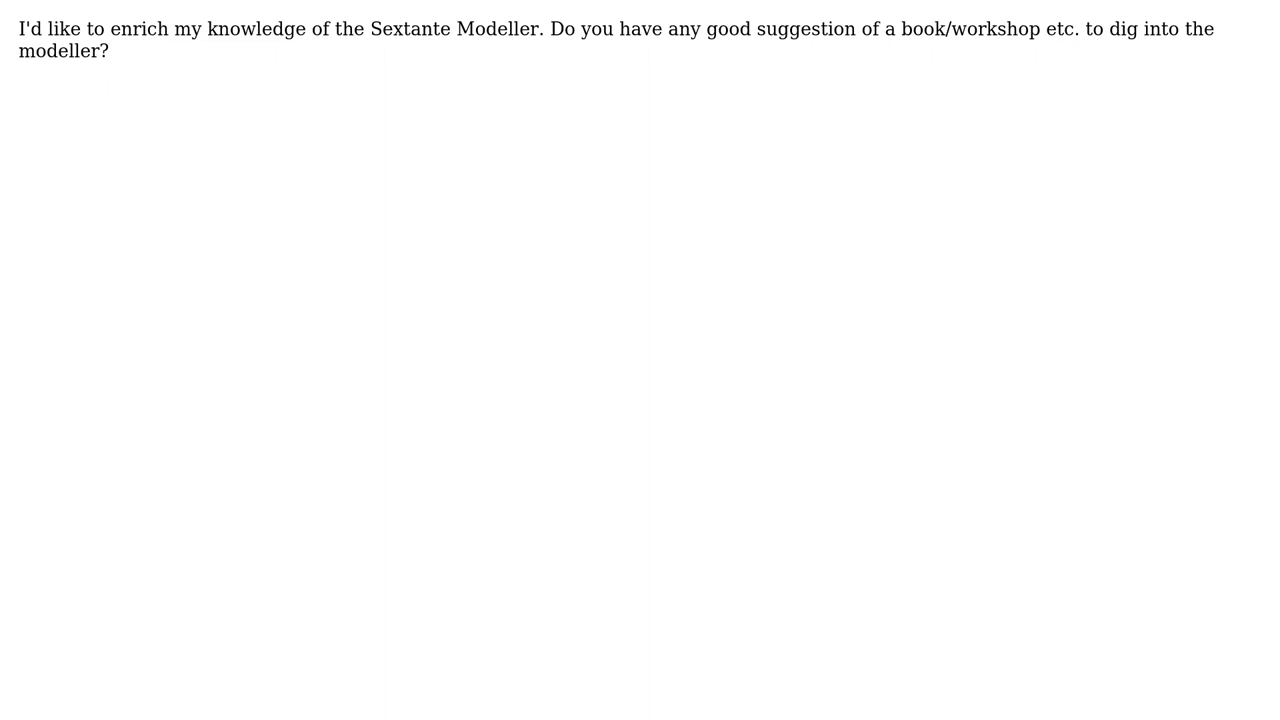 I'd like to enrich my knowledge of the Sextante Modeller. Do you have any good suggestion of a book/workshop etc. to dig into the
modeller?